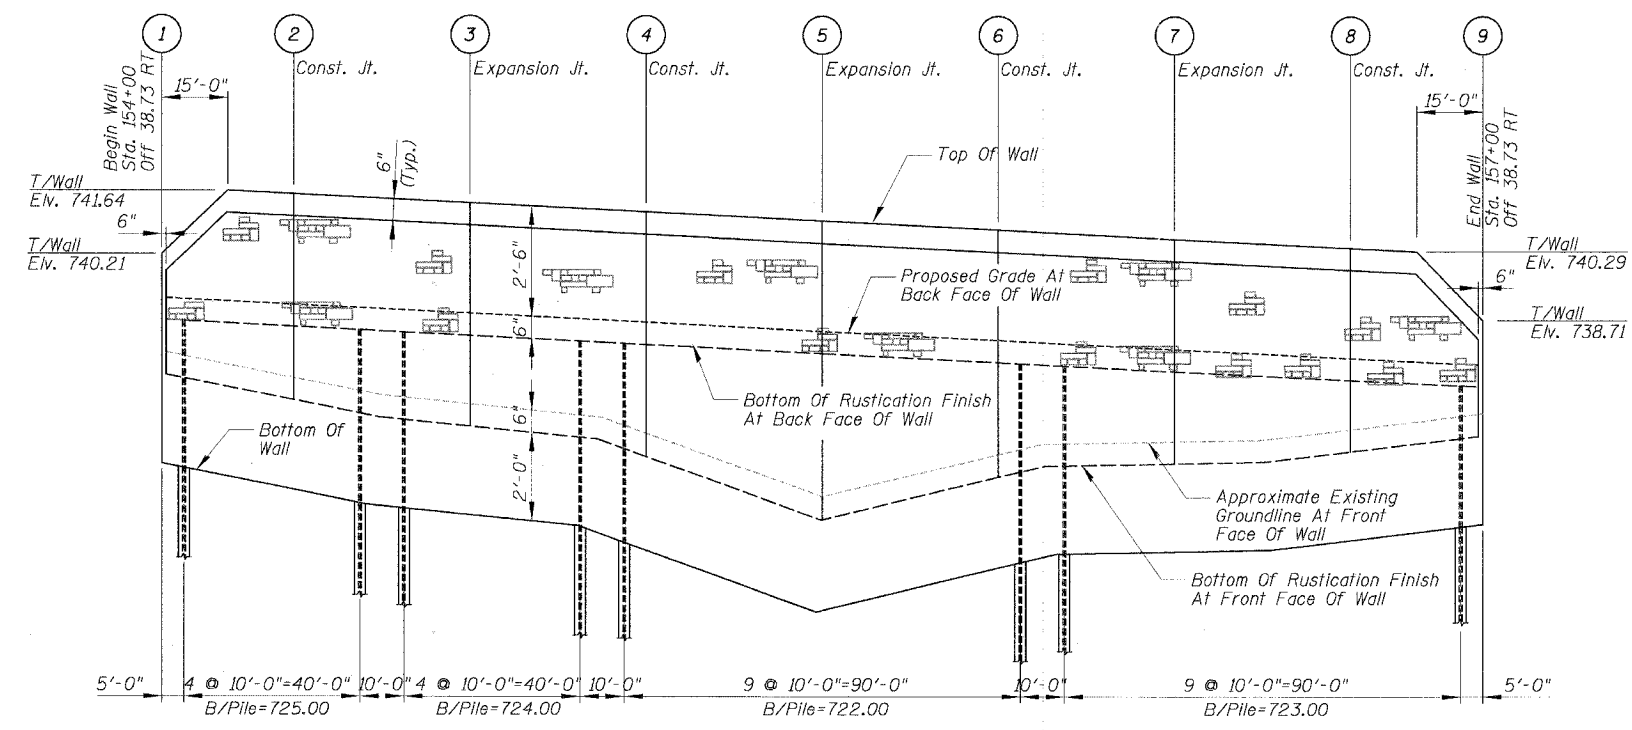 1 2 3 4 5 6 7 8 9
Const. Jt.
Expansion Jt.
Const. Jt.
Expansion Jt.
Const. Jt.
Expansion Jt.
Const. Jt.
15'-0"
15'-0"
Begin Wall
Sta. 154+00
Off 38.73 RT
End Wall
Sta. 157+00
Off 38.73 RT
6"
(Typ.)
Top Of Wall
T/Wall
Elv. 741.64
6"
T/Wall
Elv. 740.21
T/Wall
Elv. 740.29
6"
T/Wall
Elv. 738.71
2'-6"
Proposed Grade At
Back Face Of Wall
6"
Bottom Of Rustication Finish
At Back Face Of Wall
6"
Bottom Of
Wall
2'-0"
Approximate Existing
Groundline At Front
Face Of Wall
Bottom Of Rustication Finish
At Front Face Of Wall
5'-0"
4 @ 10'-0"=40'-0"
10'-0"
4 @ 10'-0"=40'-0"
10'-0"
9 @ 10'-0"=90'-0"
10'-0"
9 @ 10'-0"=90'-0"
5'-0"
B/Pile=725.00
B/Pile=724.00
B/Pile=722.00
B/Pile=723.00